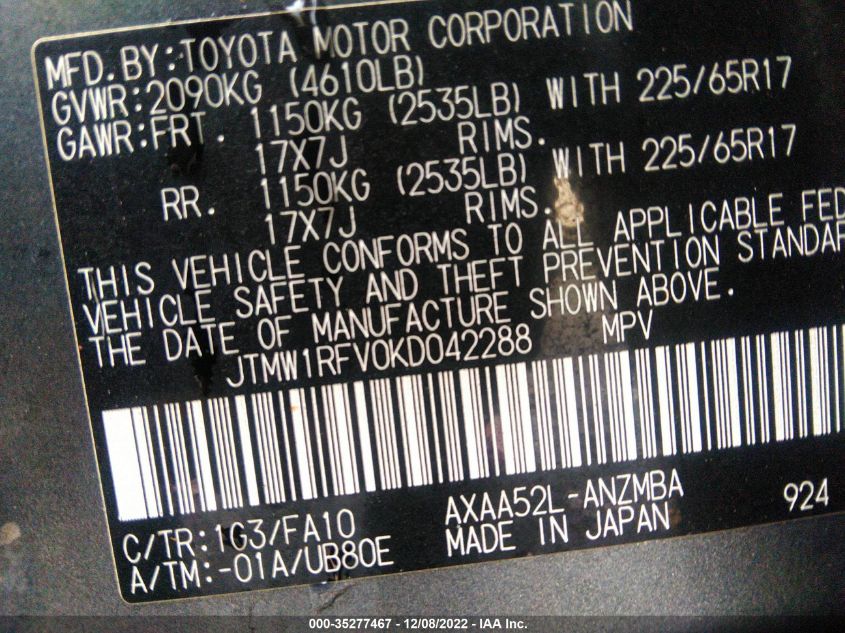 MFD. BY: TOYOTA MOTOR CORPORATION
GVWR: 2090KG (4610LB)
GAWR: FRT. 1150KG (2535LB) WITH 225/65R17
17X7J RIMS.
RR. 1150KG (2535LB) WITH 225/65R17
17X7J RIMS.
THIS VEHICLE CONFORMS TO ALL APPLICABLE FED
VEHICLE SAFETY AND THEFT PREVENTION STANDAR
THE DATE OF MANUFACTURE SHOWN ABOVE.
JTMW1RFV0KD042288 MPV
C/TR: 1G3/FA10 AXAA52L-ANZMBA 924
A/TM: -01A/UB80E MADE IN JAPAN
000-35277467 - 12/08/2022 - IAA Inc.